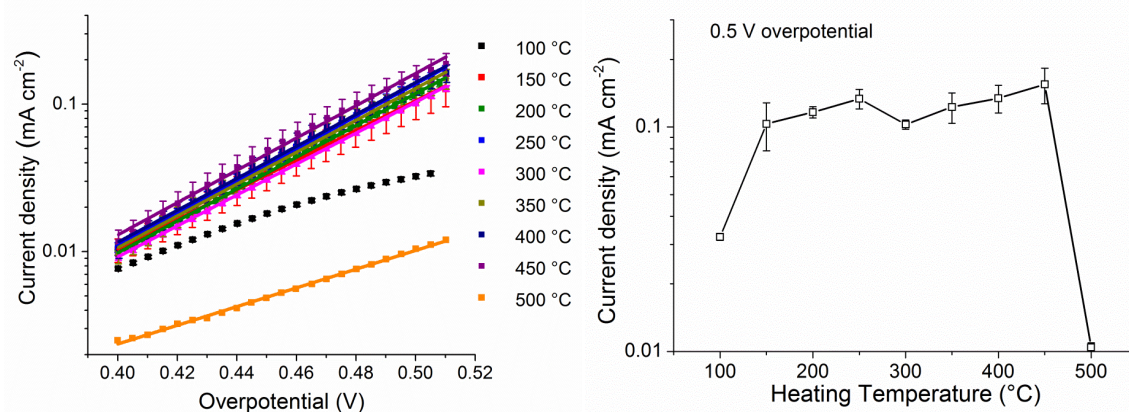 Current density (mA cm⁻²)
0.1
0.01
0.40
0.42
0.44
0.46
0.48
0.50
0.52
Overpotential (V)
100 °C
150 °C
200 °C
250 °C
300 °C
350 °C
400 °C
450 °C
500 °C
0.5 V overpotential
Current density (mA cm⁻²)
0.1
0.01
100
200
300
400
500
Heating Temperature (°C)